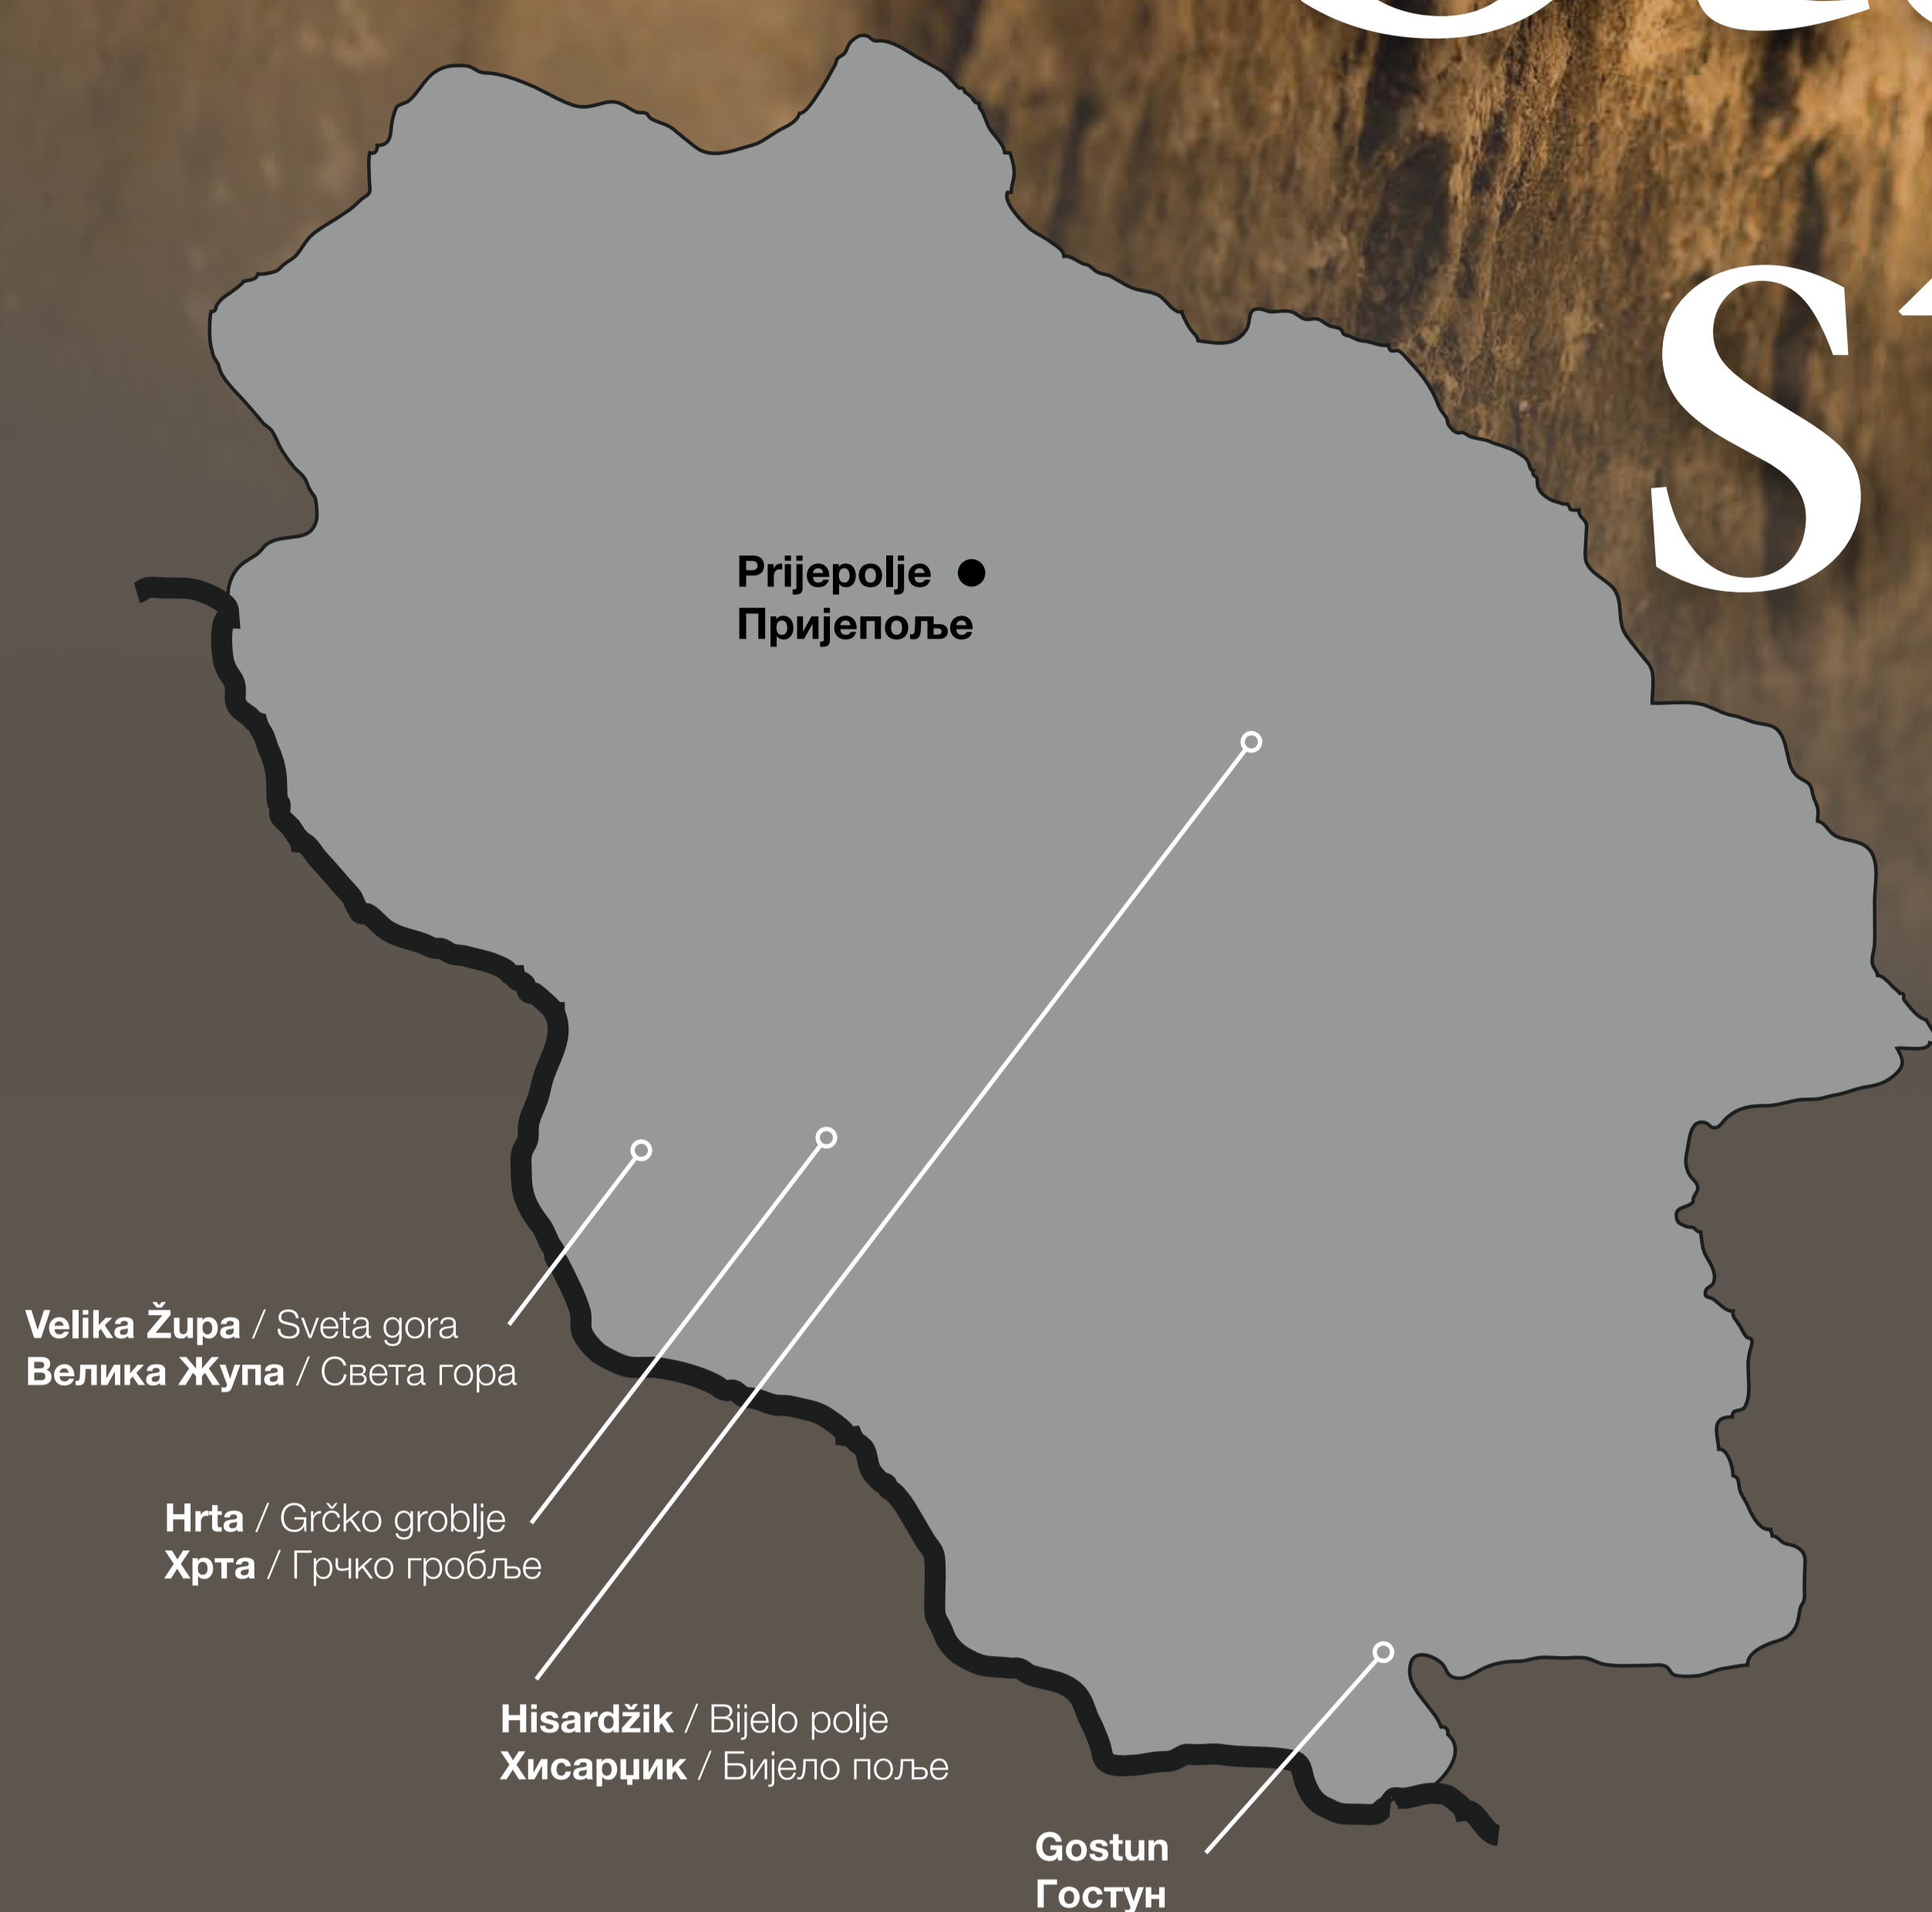 Prijepolje
Пријепоље
Velika Župa / Sveta gora
Велика Жупа / Света гора
Hrta / Grčko groblje
Хрта / Грчко гробље
Hisardžik / Bijelo polje
Хисарџик / Бијело поље
Gostun
Гостун